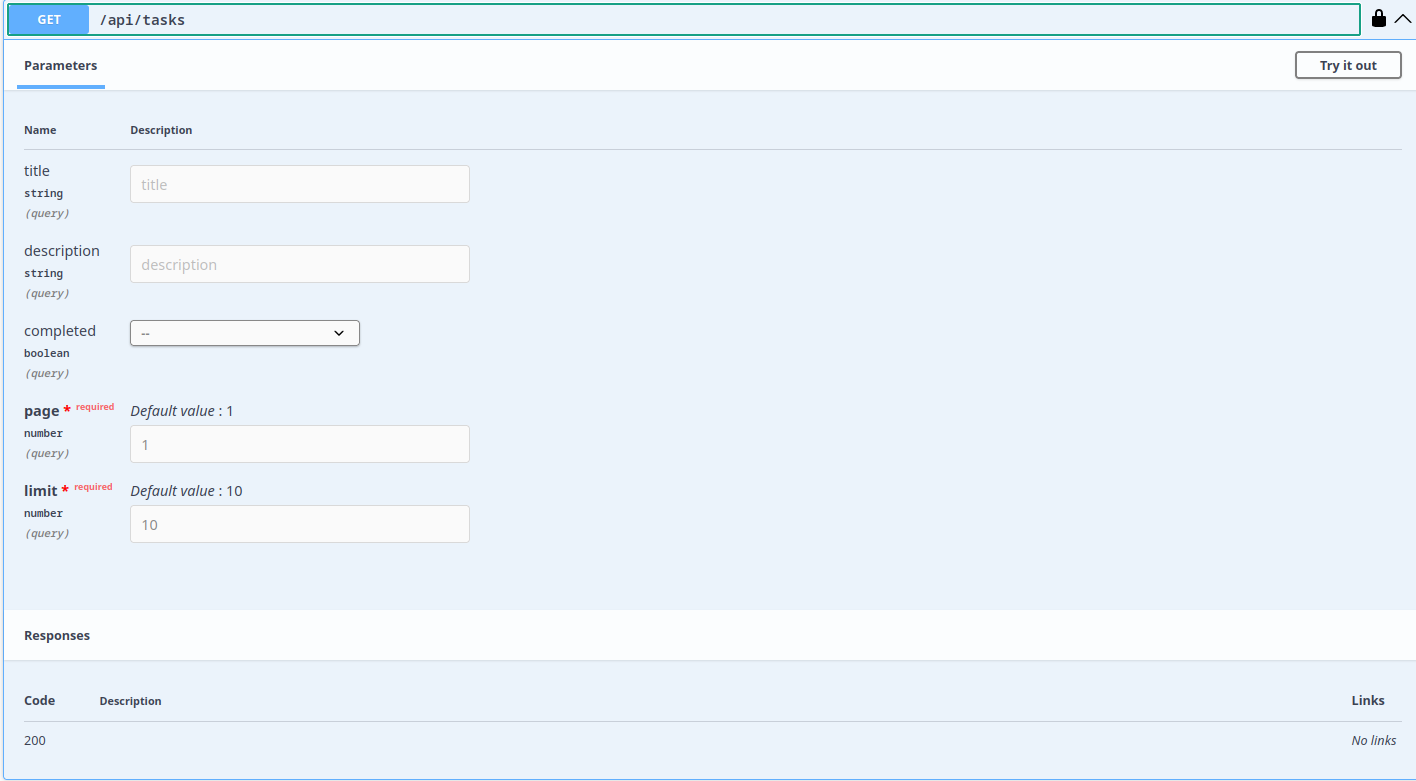 GET /api/tasks
Parameters
Try it out
Name Description
title
string
(query)
title
description
string
(query)
description
completed
boolean
(query)
--
page * required
number
(query)
Default value : 1
1
limit * required
number
(query)
Default value : 10
10
Responses
Code Description Links
200 No links